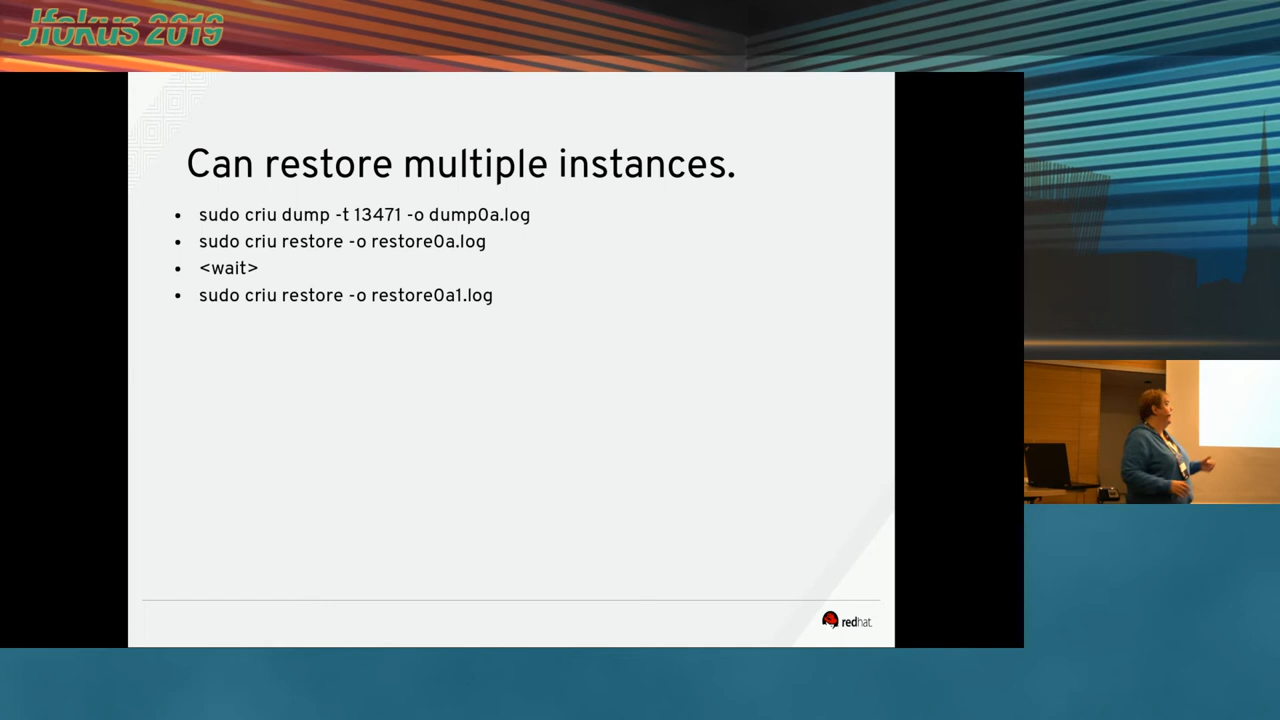 Jfokus 2019
Can restore multiple instances.
• sudo criu dump -t 13471 -o dump0a.log
• sudo criu restore -o restore0a.log
• <wait>
• sudo criu restore -o restore0a1.log
redhat.